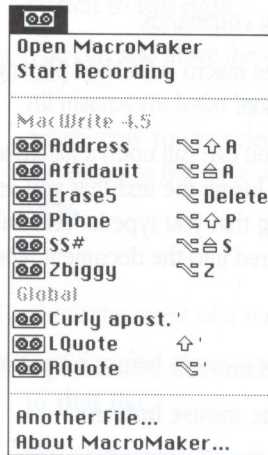 Open MacroMaker
Start Recording
MacWrite 4.5
Address ⌥⇧A
Affidavit ⌥⇪A
Erase5 ⌥Delete
Phone ⌥⇧P
SS# ⌥⇪S
Zbiggy ⌥Z
Global
Curly apost. '
LQuote ⇧'
RQuote ⌥'
Another File...
About MacroMaker...